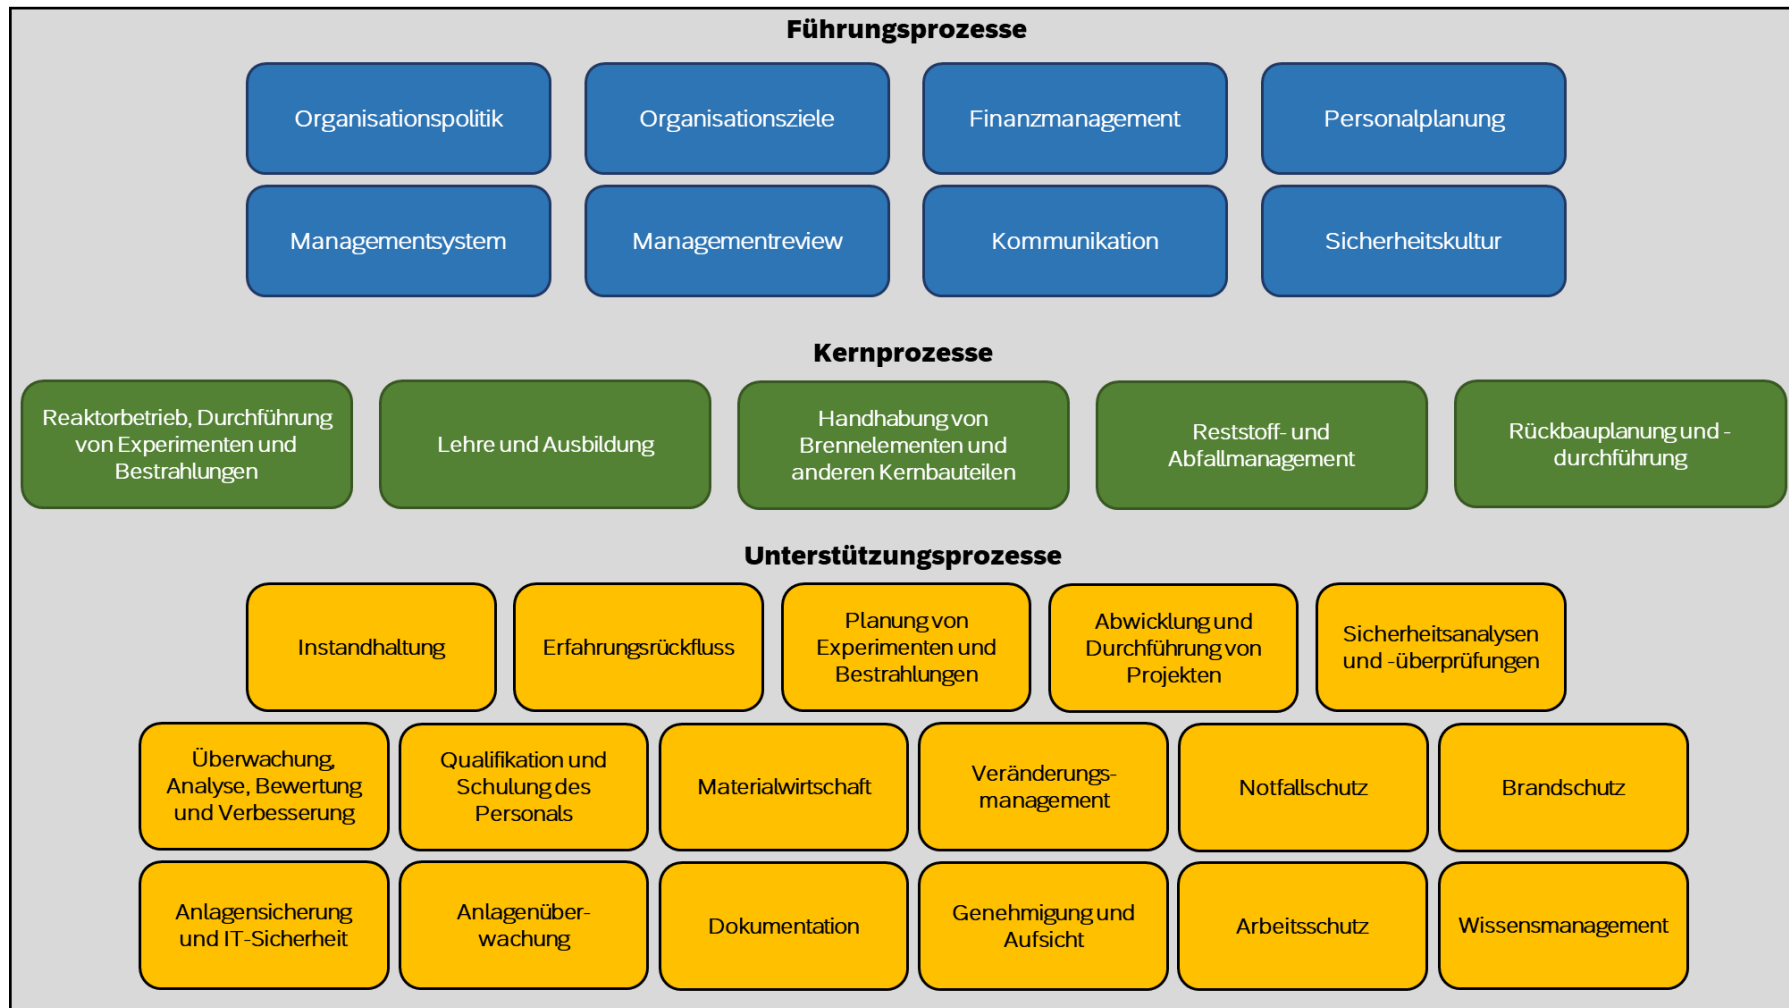 Führungsprozesse
Organisationspolitik
Organisationsziele
Finanzmanagement
Personalplanung
Managementsystem
Managementreview
Kommunikation
Sicherheitskultur
Kernprozesse
Reaktorbetrieb, Durchführung
von Experimenten und
Bestrahlungen
Lehre und Ausbildung
Handhabung von
Brennelementen und
anderen Kernbauteilen
Reststoff- und
Abfallmanagement
Rückbauplanung und -
durchführung
Unterstützungsprozesse
Instandhaltung
Erfahrungsrückfluss
Planung von
Experimenten und
Bestrahlungen
Abwicklung und
Durchführung von
Projekten
Sicherheitsanalysen
und -überprüfungen
Überwachung,
Analyse, Bewertung
und Verbesserung
Qualifikation und
Schulung des
Personals
Materialwirtschaft
Veränderungs-
management
Notfallschutz
Brandschutz
Anlagensicherung
und IT-Sicherheit
Anlagenüber-
wachung
Dokumentation
Genehmigung und
Aufsicht
Arbeitsschutz
Wissensmanagement